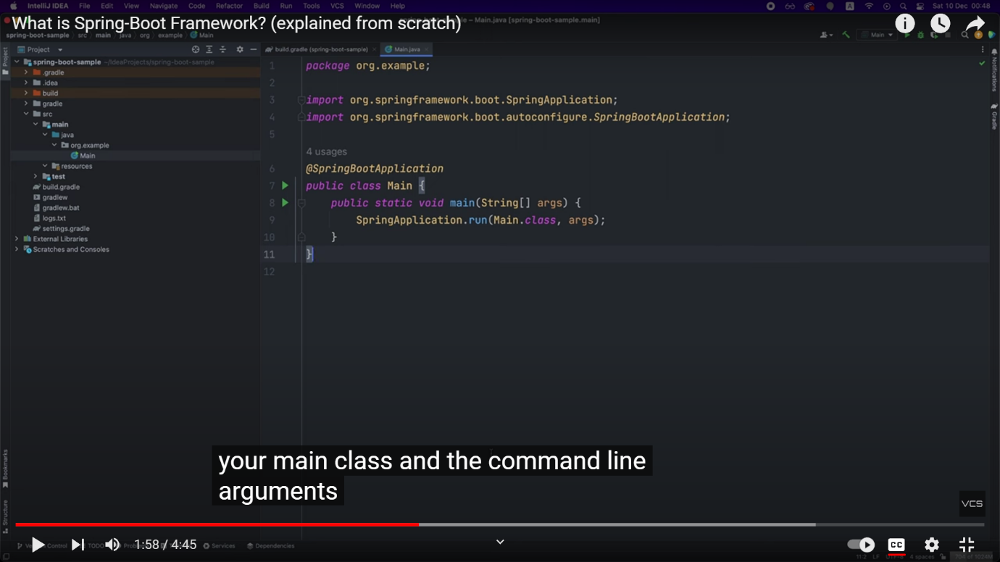 IntelliJ IDEA File Edit View Navigate Code Refactor Build Run Tools VCS Window Help
A Sat 10 Dec 00:48
What is Spring-Boot Framework? (explained from scratch)
– Main.java [spring-boot-sample.main]
spring-boot-sample src main java org example Main
Main
Project
build.gradle (spring-boot-sample)
Main.java
Project
Notifications
Gradle
spring-boot-sample ~/IdeaProjects/spring-boot-sample
.gradle
.idea
build
gradle
src
main
java
org.example
Main
resources
test
build.gradle
gradlew
gradlew.bat
logs.txt
settings.gradle
External Libraries
Scratches and Consoles
1 package org.example;
2
3 import org.springframework.boot.SpringApplication;
4 import org.springframework.boot.autoconfigure.SpringBootApplication;
5
4 usages
6 @SpringBootApplication
7 public class Main {
8 public static void main(String[] args) {
9 SpringApplication.run(Main.class, args);
10 }
11 }
12
your main class and the command line
arguments
Bookmarks
Structure
VCS
1:58 / 4:45
CC
Control TODO Services Dependencies
11:2 LF 4 spaces